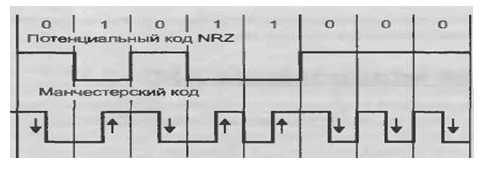 0 1 0 1 1 0 0 0
Потенциальный код NRZ
Манчестерский код